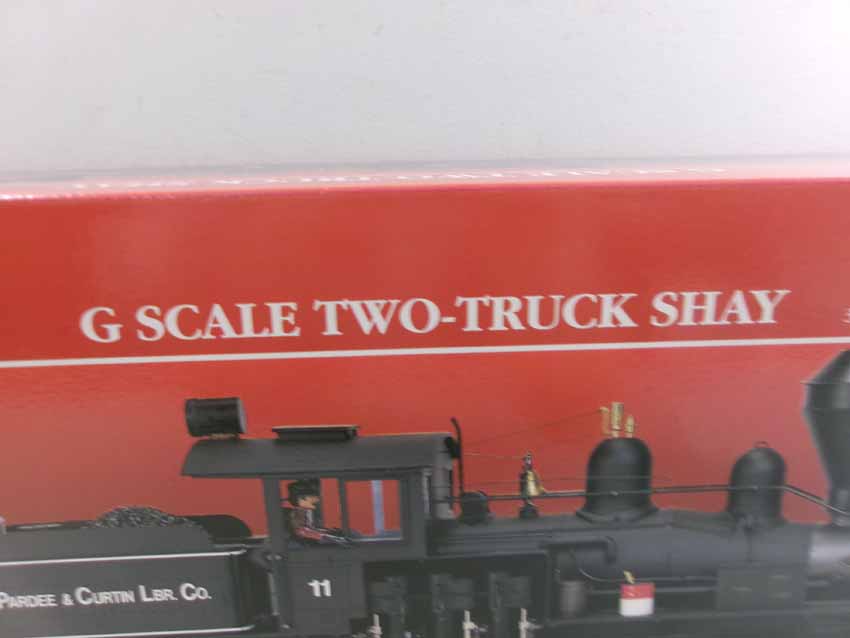 G SCALE TWO-TRUCK SHAY
11
PARDEE & CURTIN LBR. CO.